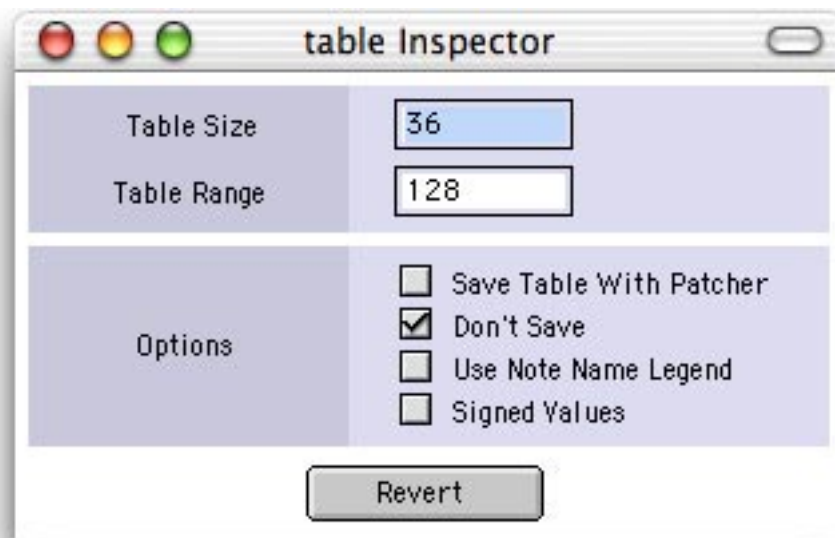 table Inspector
Table Size 36
Table Range 128
Options
Save Table With Patcher
Don't Save
Use Note Name Legend
Signed Values
Revert